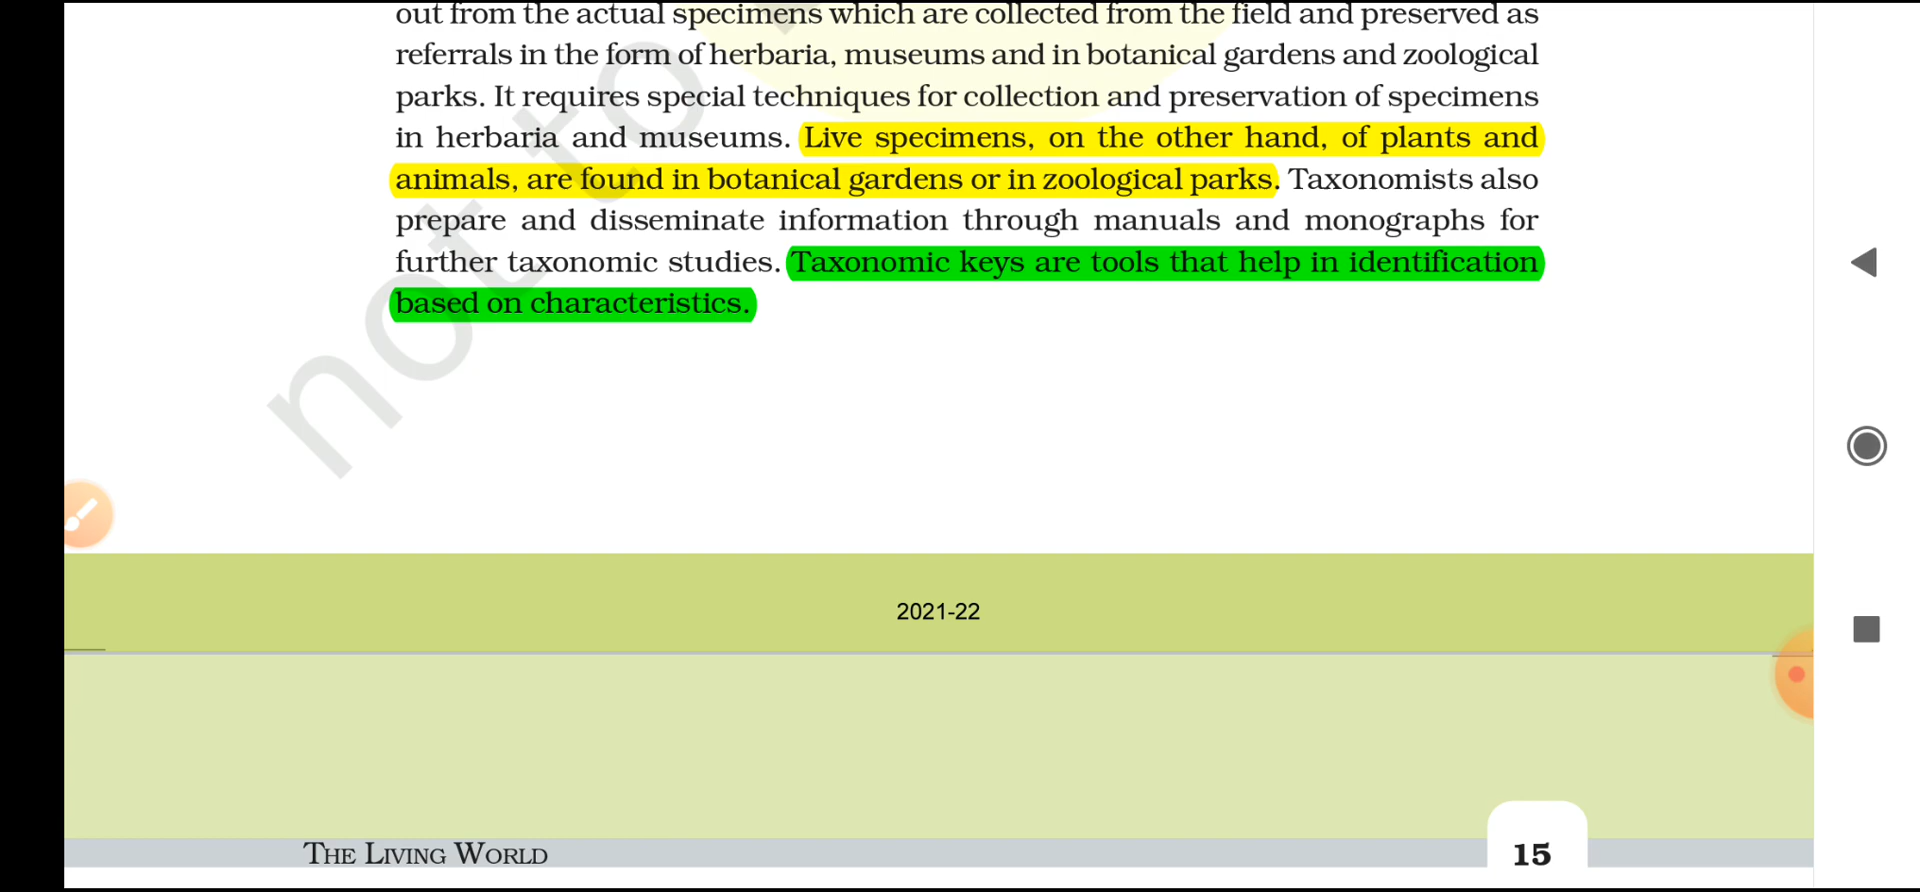 out from the actual specimens which are collected from the field and preserved as
referrals in the form of herbaria, museums and in botanical gardens and zoological
parks. It requires special techniques for collection and preservation of specimens
in herbaria and museums. Live specimens, on the other hand, of plants and
animals, are found in botanical gardens or in zoological parks. Taxonomists also
prepare and disseminate information through manuals and monographs for
further taxonomic studies. Taxonomic keys are tools that help in identification
based on characteristics.
not to
2021-22
THE LIVING WORLD
15